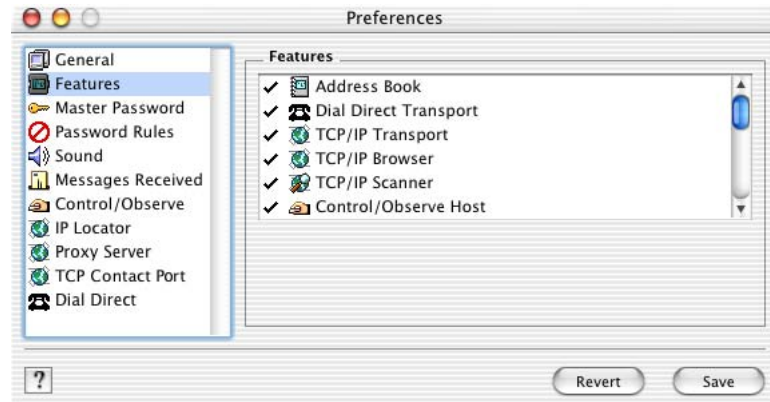 Preferences
General
Features
Master Password
Password Rules
Sound
Messages Received
Control/Observe
IP Locator
Proxy Server
TCP Contact Port
Dial Direct
Features
Address Book
Dial Direct Transport
TCP/IP Transport
TCP/IP Browser
TCP/IP Scanner
Control/Observe Host
?
Revert
Save